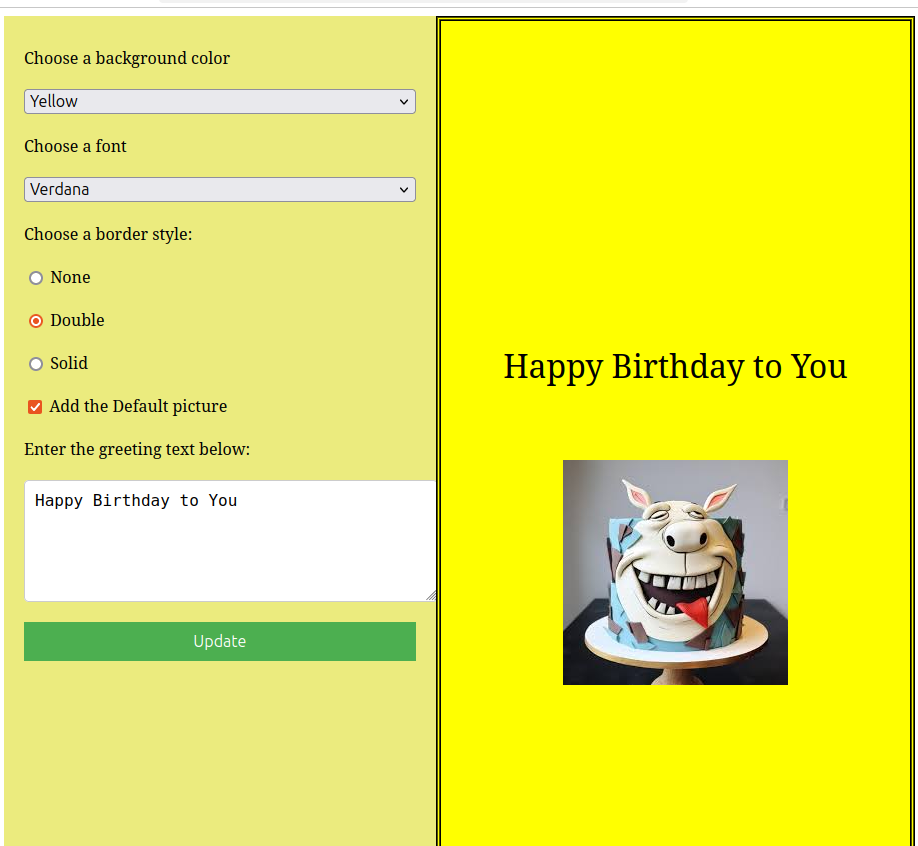 Choose a background color
Yellow
Choose a font
Verdana
Choose a border style:
None
Double
Solid
Add the Default picture
Enter the greeting text below:
Happy Birthday to You
Update
Happy Birthday to You